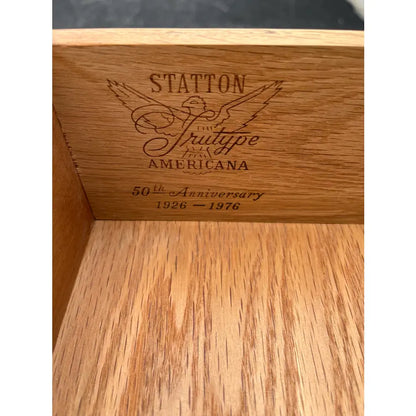 STATTON
Trutype
AMERICANA
50th Anniversary
1926 — 1976